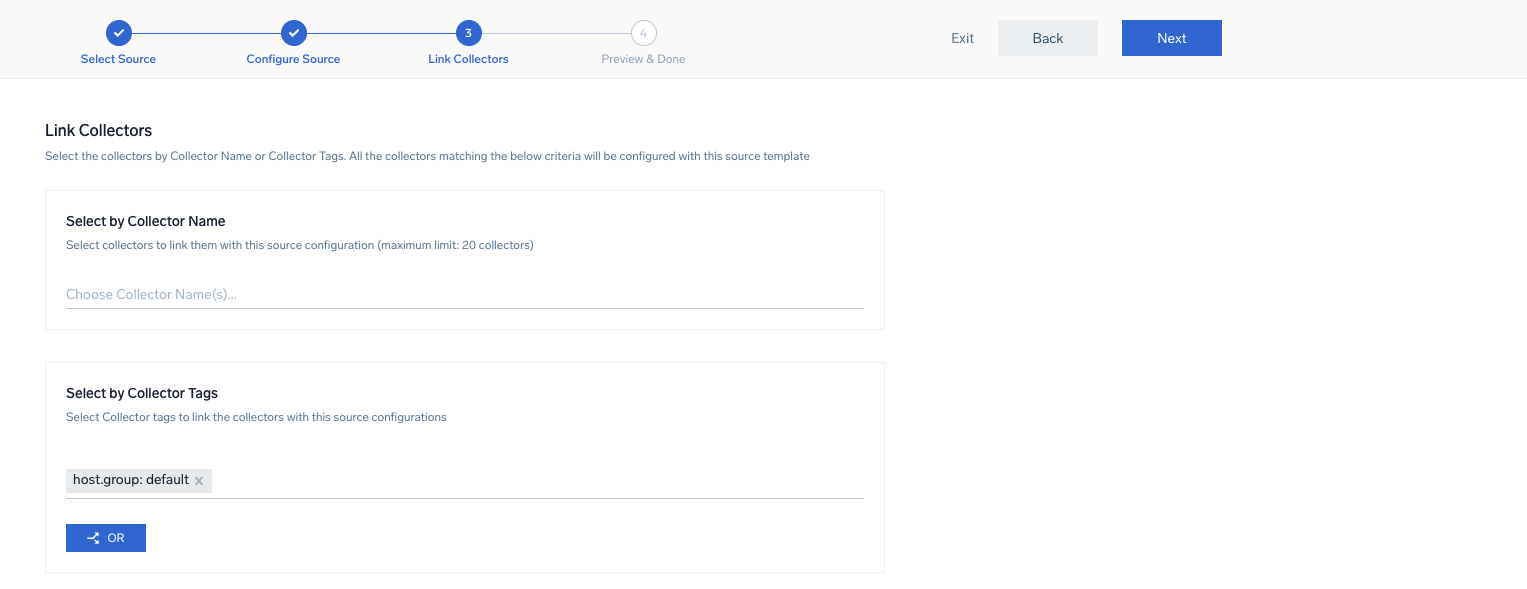 3
4
Select Source
Configure Source
Link Collectors
Preview & Done
Exit
Back
Next
Link Collectors
Select the collectors by Collector Name or Collector Tags. All the collectors matching the below criteria will be configured with this source template
Select by Collector Name
Select collectors to link them with this source configuration (maximum limit: 20 collectors)
Choose Collector Name(s)...
Select by Collector Tags
Select Collector tags to link the collectors with this source configurations
host.group: default x
OR